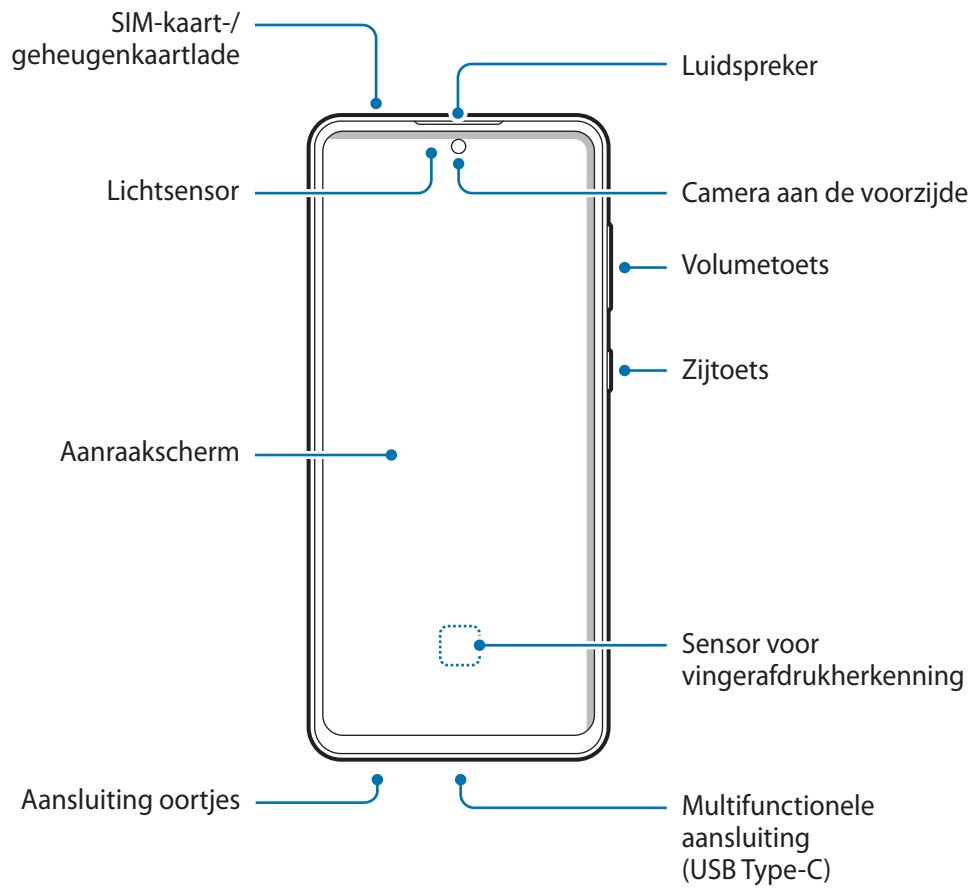 SIM-kaart-/
geheugenkaartlade
Luidspreker
Lichtsensor
Camera aan de voorzijde
Volumetoets
Zijtoets
Aanraakscherm
Sensor voor
vingerafdrukherkenning
Aansluiting oortjes
Multifunctionele
aansluiting
(USB Type-C)